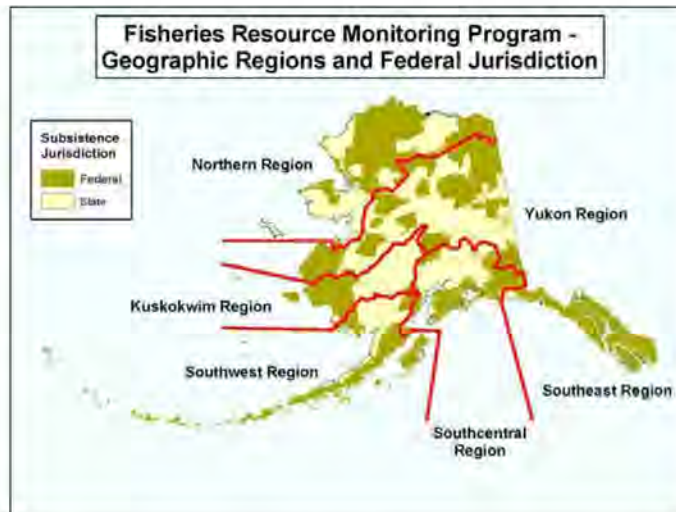 Fisheries Resource Monitoring Program -
Geographic Regions and Federal Jurisdiction
Subsistence
Jurisdiction
Federal
State
Northern Region
Yukon Region
Kuskokwim Region
Southwest Region
Southeast Region
Southcentral
Region